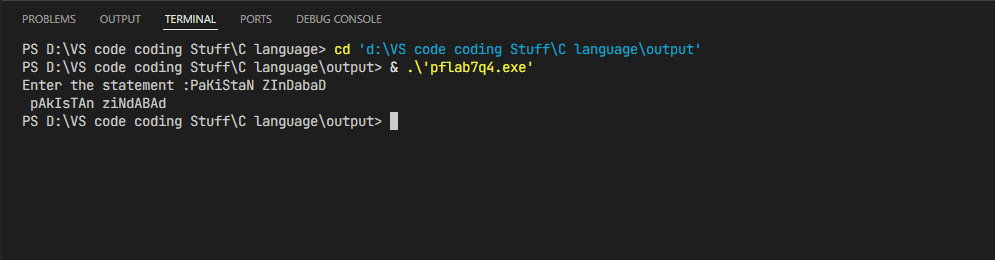 PROBLEMS OUTPUT TERMINAL PORTS DEBUG CONSOLE
PS D:\VS code coding Stuff\C language> cd 'd:\VS code coding Stuff\C language\output'
PS D:\VS code coding Stuff\C language\output> & .\'pflab7q4.exe'
Enter the statement :PaKiStaN ZInDabaD
 pAkIsTAn ziNdABAd
PS D:\VS code coding Stuff\C language\output>